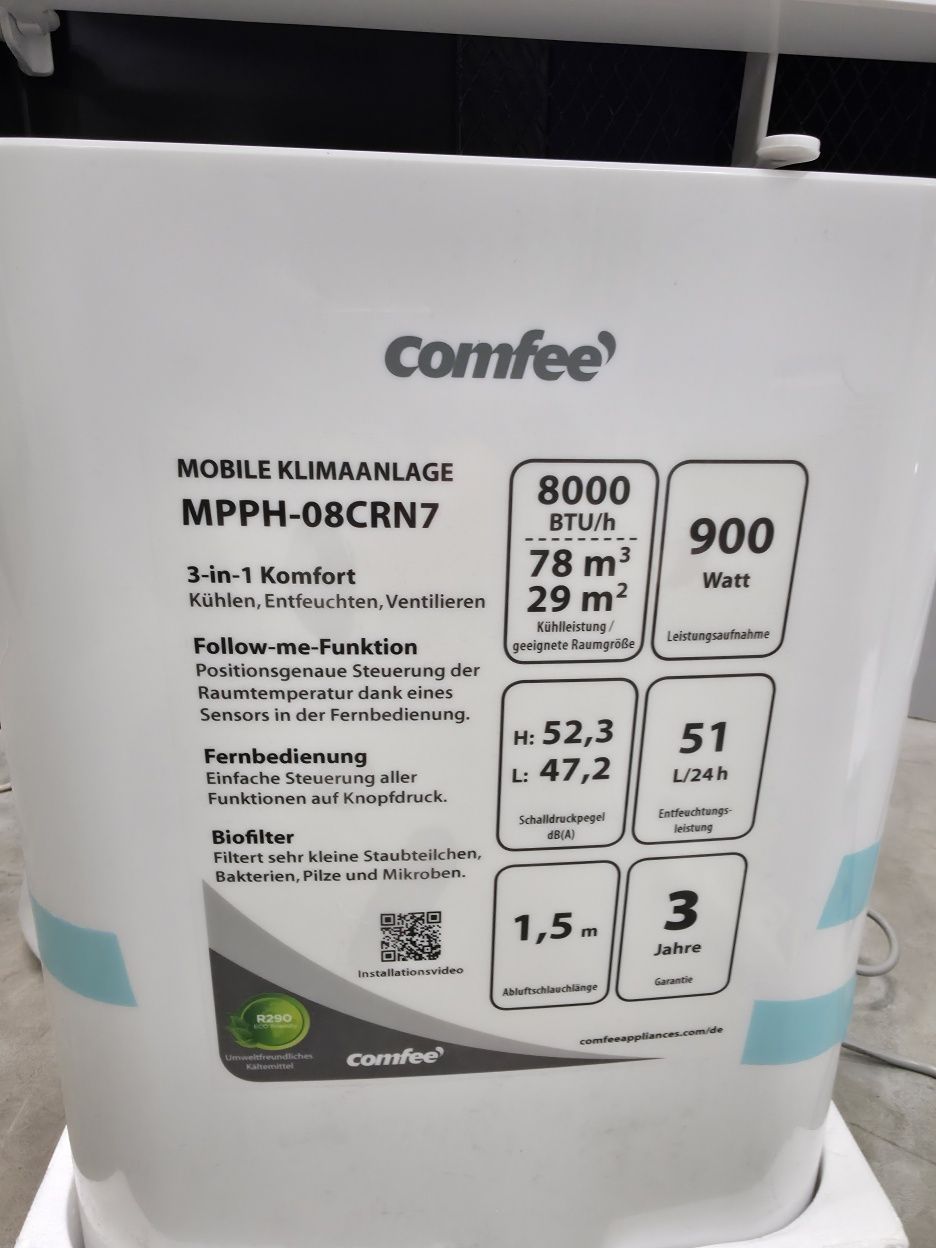 comfee'
MOBILE KLIMAANLAGE
MPPH-08CRN7
3-in-1 Komfort
Kühlen, Entfeuchten, Ventilieren
Follow-me-Funktion
Positionsgenaue Steuerung der
Raumtemperatur dank eines
Sensors in der Fernbedienung.
Fernbedienung
Einfache Steuerung aller
Funktionen auf Knopfdruck.
Biofilter
Filtert sehr kleine Staubteilchen,
Bakterien, Pilze und Mikroben.
Installationsvideo
R290
ECO Friendly
Umweltfreundliches
Kältemittel
comfee'
8000
BTU/h
78 m³
29 m²
Kühlleistung /
geeignete Raumgröße
900
Watt
Leistungsaufnahme
H: 52,3
L: 47,2
Schalldruckpegel
dB(A)
51
L/24h
Entfeuchtungs-
leistung
1,5 m
Abluftschlauchlänge
3
Jahre
Garantie
comfeeappliances.com/de